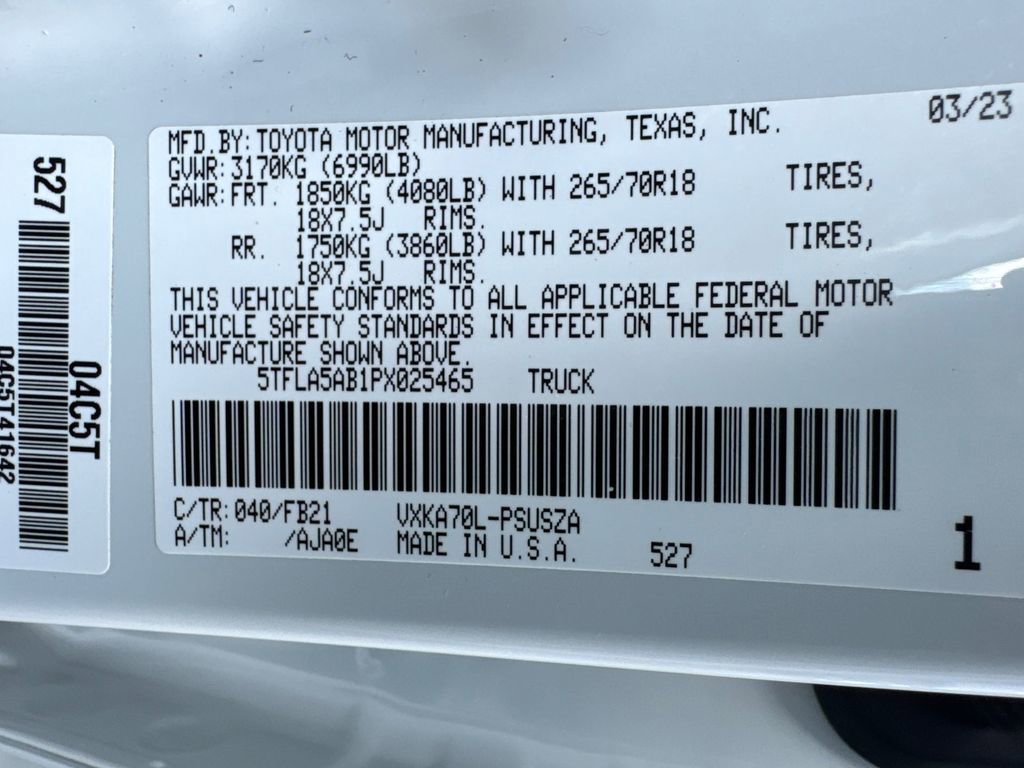 03/23
MFD.BY:TOYOTA MOTOR MANUFACTURING, TEXAS, INC.
GVWR:3170KG (6990LB)
GAWR:FRT. 1850KG (4080LB) WITH 265/70R18 TIRES,
18X7.5J RIMS.
RR. 1750KG (3860LB) WITH 265/70R18 TIRES,
18X7.5J RIMS.
THIS VEHICLE CONFORMS TO ALL APPLICABLE FEDERAL MOTOR
VEHICLE SAFETY STANDARDS IN EFFECT ON THE DATE OF
MANUFACTURE SHOWN ABOVE.
5TFLA5AB1PX025465 TRUCK
C/TR:040/FB21 VXKA70L-PSUSZA
A/TM: /AJA0E MADE IN U.S.A. 527
1
527
04C5T
04C5T41642